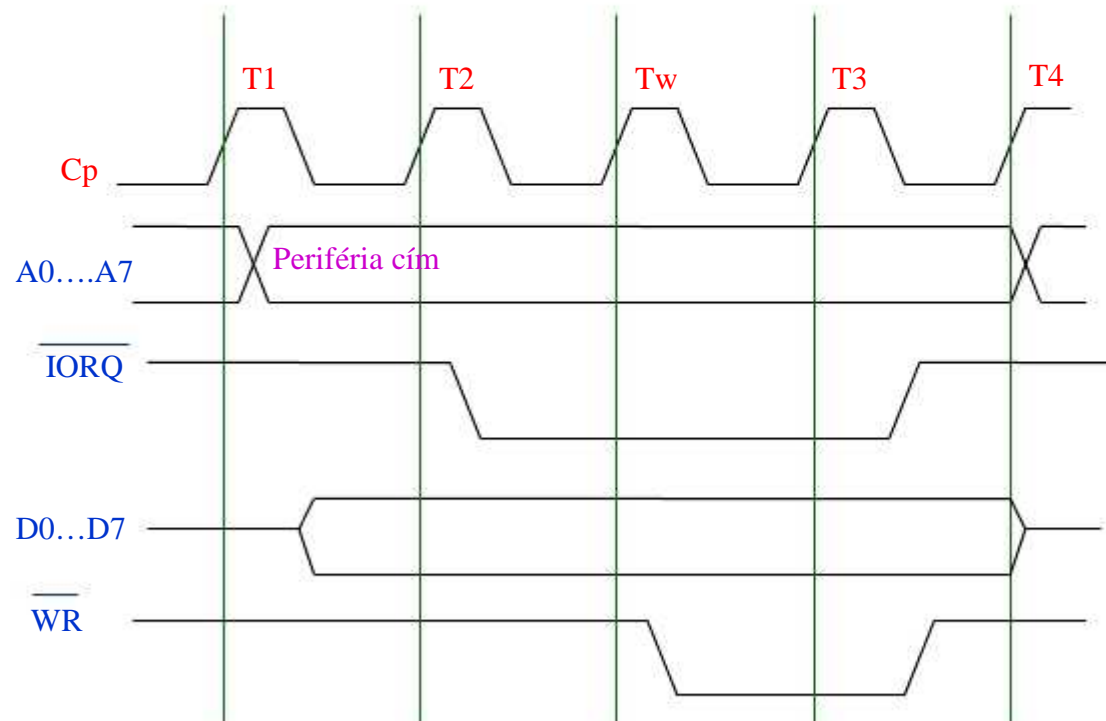 T1 T2 Tw T3 T4
Cp
Periféria cím
A0….A7
IORQ
D0…D7
WR